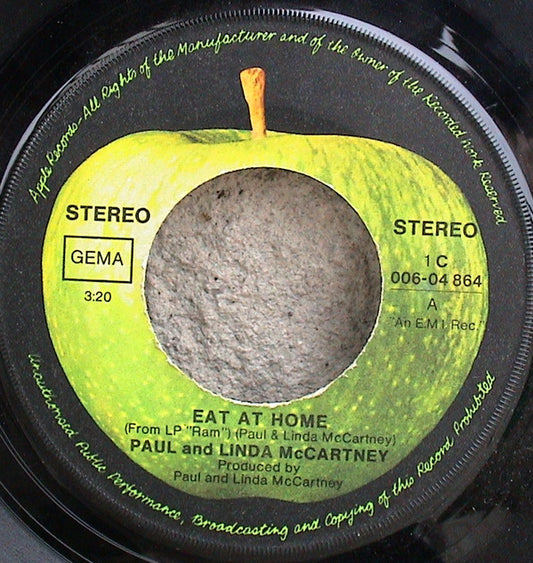 Apple Records-All Rights of the Manufacturer and of the Owner of the Recorded Work Reserved
STEREO
GEMA
3:20
STEREO
1 C
006-04 864
A
"An E.M.I. Rec."
EAT AT HOME
(From LP "Ram") (Paul & Linda McCartney)
PAUL and LINDA McCARTNEY
Produced by
Paul and Linda McCartney
Unauthorised Public Performance, Broadcasting and Copying of this Record Prohibited